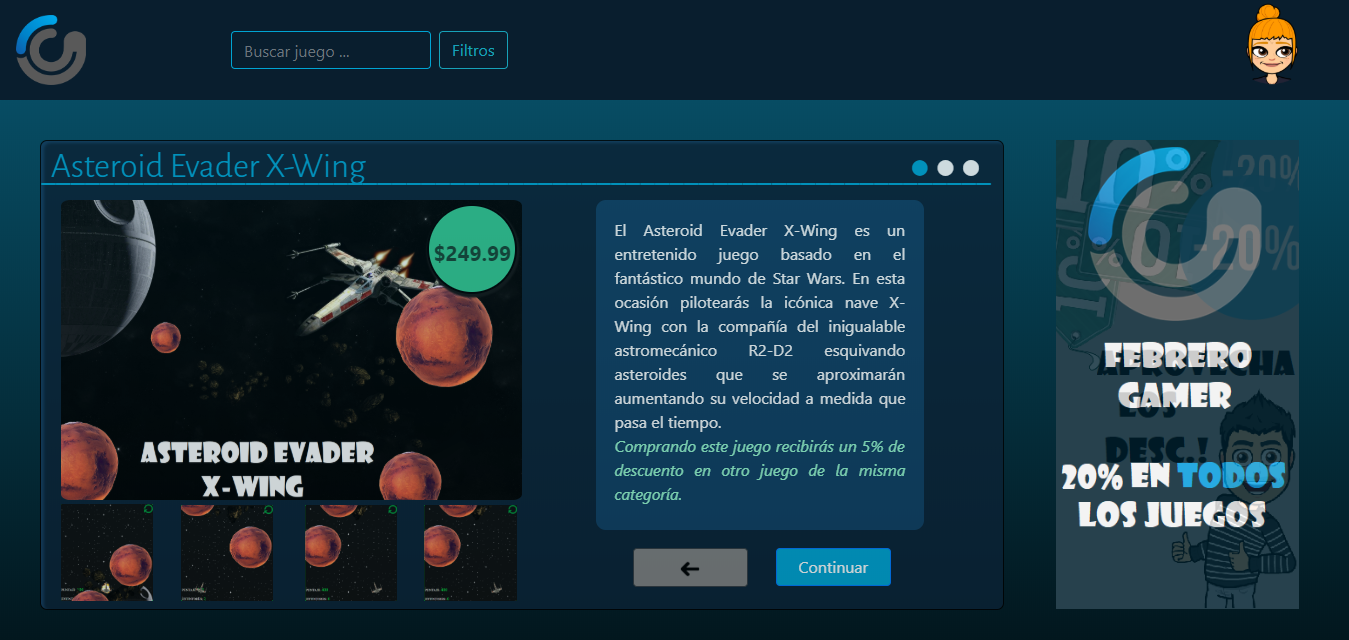 Buscar juego ...
Filtros
Asteroid Evader X-Wing
$249.99
ASTEROID EVADER
X-WING
El Asteroid Evader X-Wing es un
entretenido juego basado en el
fantástico mundo de Star Wars. En esta
ocasión pilotearás la icónica nave X-
Wing con la compañía del inigualable
astromecánico R2-D2 esquivando
asteroides que se aproximarán
aumentando su velocidad a medida que
pasa el tiempo.
Comprando este juego recibirás un 5% de
descuento en otro juego de la misma
categoría.
Continuar
-20%
-20%
FEBRERO
GAMER
APROVECHA
LOS
DESC.!
20% EN TODOS
LOS JUEGOS